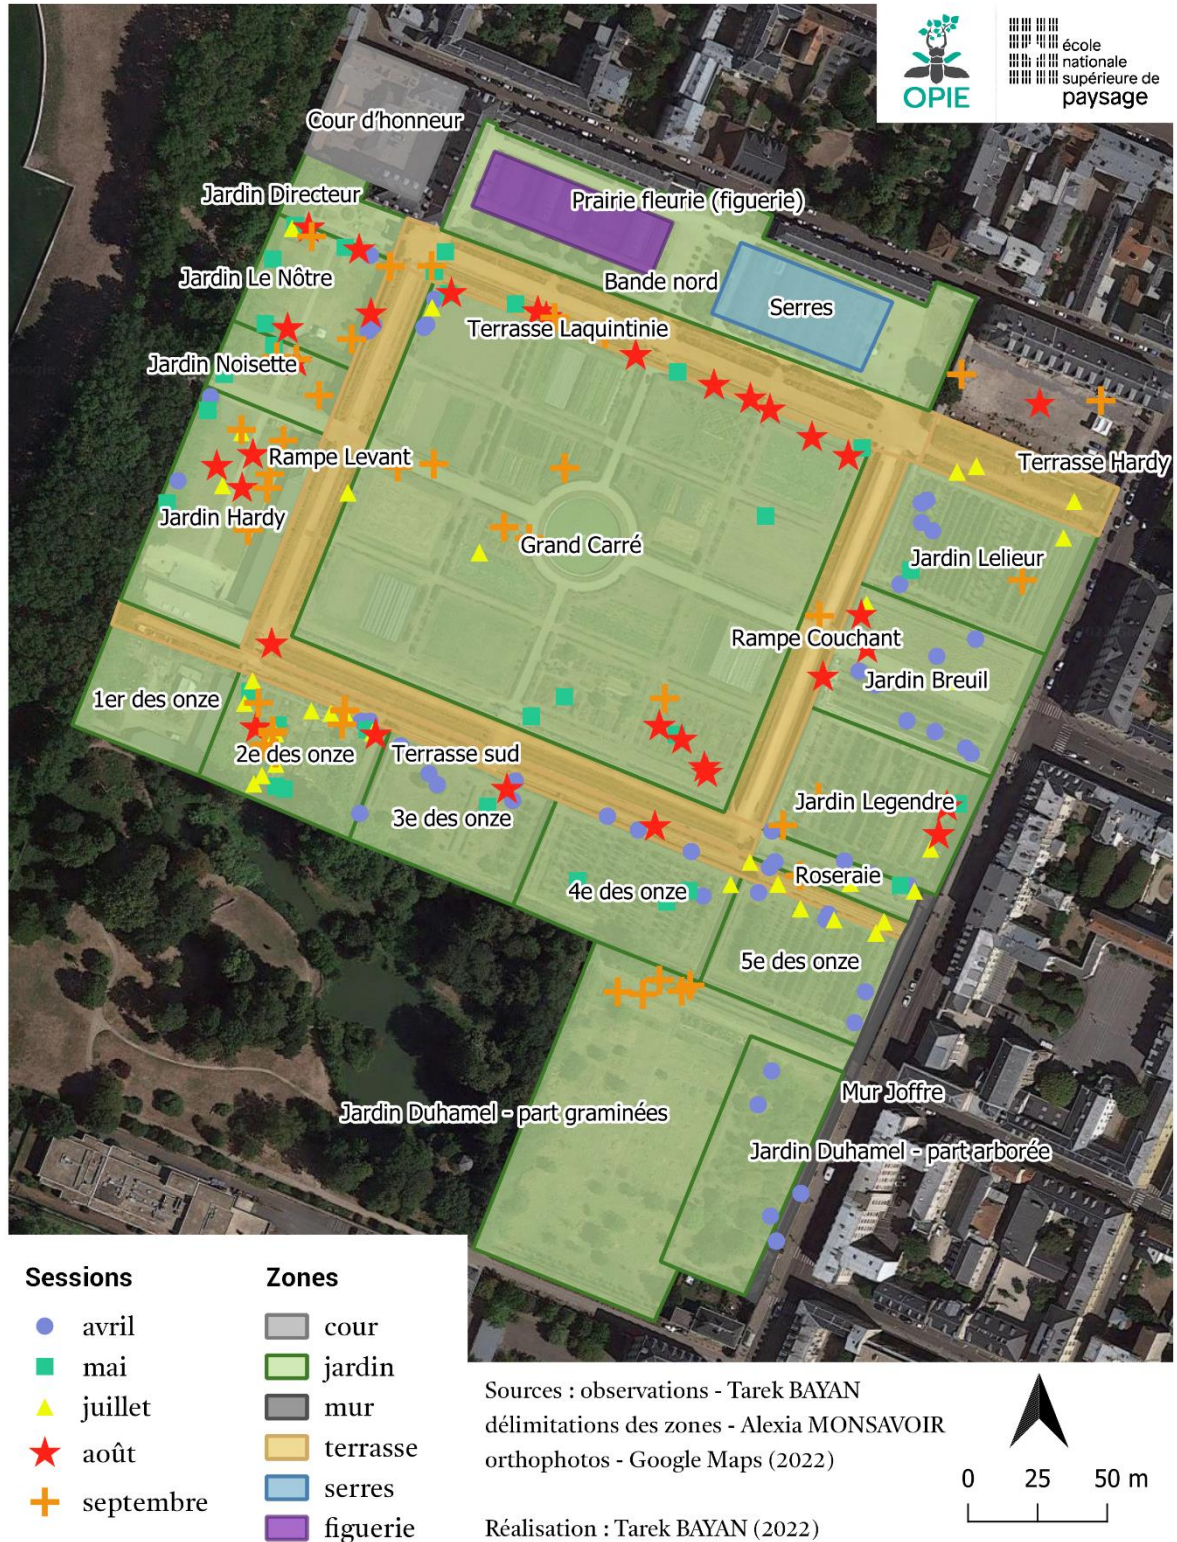 OPIE
école
nationale
supérieure de
paysage
Cour d'honneur
Jardin Directeur
Prairie fleurie (figuerie)
Jardin Le Nôtre
Bande nord
Serres
Terrasse Laquintinie
Jardin Noisette
Rampe Levant
Terrasse Hardy
Jardin Hardy
Grand Carré
Jardin Lelieur
Rampe Couchant
Jardin Breuil
1er des onze
2e des onze
Terrasse sud
3e des onze
Jardin Legendre
4e des onze
Roseraie
5e des onze
Mur Joffre
Jardin Duhamel - part graminées
Jardin Duhamel - part arborée
Sessions
avril
mai
juillet
août
septembre
Zones
cour
jardin
mur
terrasse
serres
figuerie
Sources : observations - Tarek BAYAN
délimitations des zones - Alexia MONSAVOIR
orthophotos - Google Maps (2022)
Réalisation : Tarek BAYAN (2022)
0 25 50 m